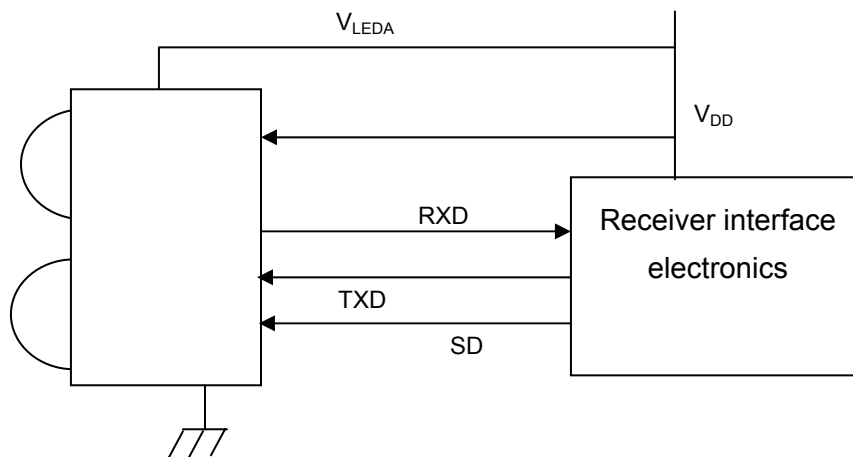 VLEDA
VDD
RXD
Receiver interface
electronics
TXD
SD